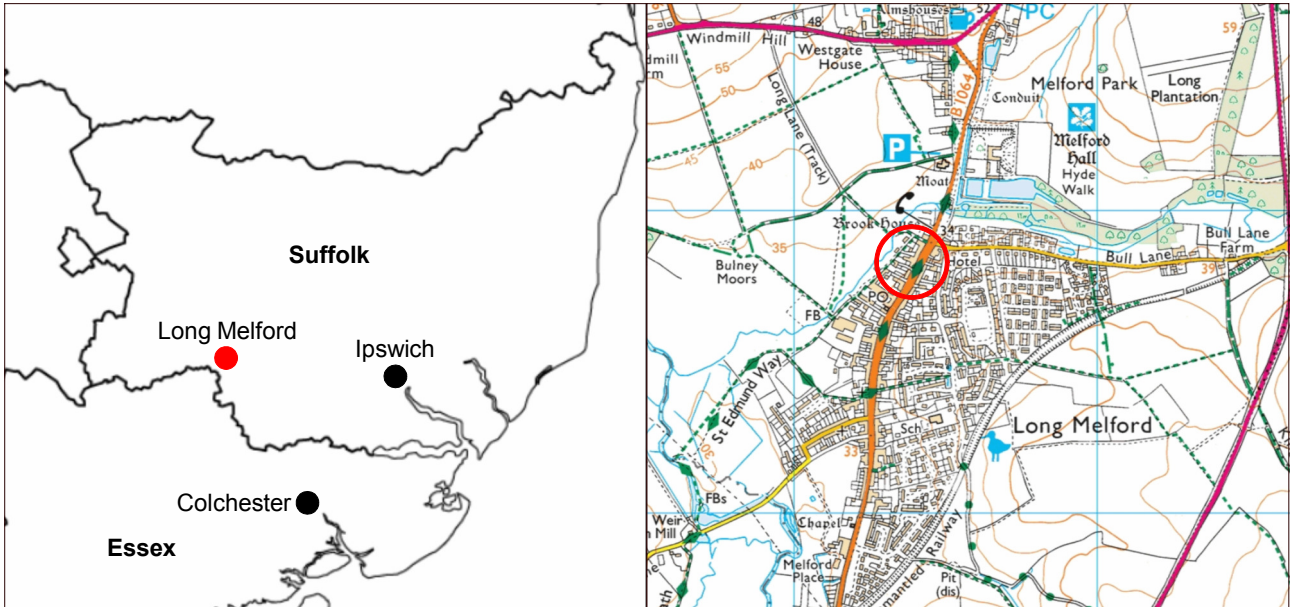 Suffolk
Long Melford
Ipswich
Colchester
Essex
Almshouses
52
PC
48
Windmill Hill
Westgate
House
59
55
50
Long Lane (Track)
B1064
Melford Park
Long
Plantation
Conduit
45
40
P
Melford
Hall
Hyde
Walk
Moat
Brook House
34
35
Hotel
Bulney
Moors
Bull Lane
Bull Lane
Farm
39
PO
FB
St Edmund Way
Sch
Long Melford
33
30
FBs
Weir
Mill
Chapel
Melford
Place
Dismantled Railway
Pit
(dis)